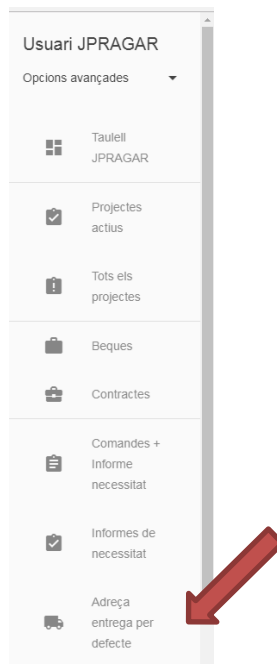 Usuari JPRAGAR
Opcions avançades
Taulell
JPRAGAR
Projectes
actius
Tots els
projectes
Beques
Contractes
Comandes +
Informe
necessitat
Informes de
necessitat
Adreça
entrega per
defecte